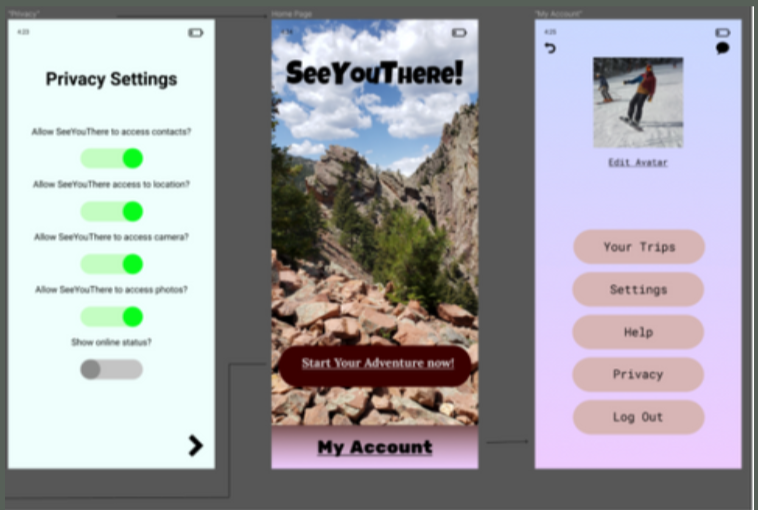 "Privacy"
4:20
Privacy Settings
Allow SeeYouThere to access contacts?
Allow SeeYouThere access to location?
Allow SeeYouThere to access camera?
Allow SeeYouThere to access photos?
Show online status?
Home Page
SeeYouThere!
Start Your Adventure now!
My Account
"My Account"
4:25
Edit Avatar
Your Trips
Settings
Help
Privacy
Log Out